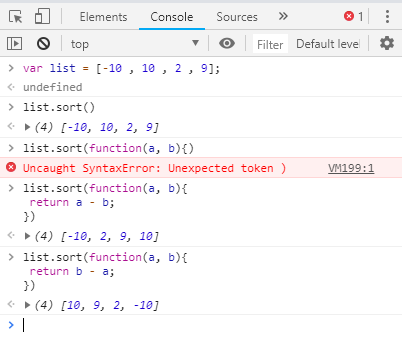 Elements Console Sources » 1
top Filter Default level
> var list = [-10 , 10 , 2 , 9];
undefined
> list.sort()
(4) [-10, 10, 2, 9]
> list.sort(function(a, b){)
Uncaught SyntaxError: Unexpected token ) VM199:1
> list.sort(function(a, b){
return a - b;
})
(4) [-10, 2, 9, 10]
> list.sort(function(a, b){
return b - a;
})
(4) [10, 9, 2, -10]
>